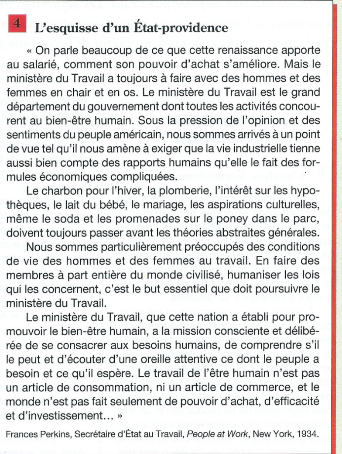 4 L'esquisse d'un État-providence
« On parle beaucoup de ce que cette renaissance apporte
au salarié, comment son pouvoir d'achat s'améliore. Mais le
ministère du Travail a toujours à faire avec des hommes et des
femmes en chair et en os. Le ministère du Travail est le grand
département du gouvernement dont toutes les activités concou-
rent au bien-être humain. Sous la pression de l'opinion et des
sentiments du peuple américain, nous sommes arrivés à un point
de vue tel qu'il nous amène à exiger que la vie industrielle tienne
aussi bien compte des rapports humains qu'elle le fait des for-
mules économiques compliquées.
Le charbon pour l'hiver, la plomberie, l'intérêt sur les hypo-
thèques, le lait du bébé, le mariage, les aspirations culturelles,
même le soda et les promenades sur le poney dans le parc,
doivent toujours passer avant les théories abstraites générales.
Nous sommes particulièrement préoccupés des conditions
de vie des hommes et des femmes au travail. En faire des
membres à part entière du monde civilisé, humaniser les lois
qui les concernent, c'est le but essentiel que doit poursuivre le
ministère du Travail.
Le ministère du Travail, que cette nation a établi pour pro-
mouvoir le bien-être humain, a la mission consciente et délibé-
rée de se consacrer aux besoins humains, de comprendre s'il
le peut et d'écouter d'une oreille attentive ce dont le peuple a
besoin et ce qu'il espère. Le travail de l'être humain n'est pas
un article de consommation, ni un article de commerce, et le
monde n'est pas fait seulement de pouvoir d'achat, d'efficacité
et d'investissement... »
Frances Perkins, Secrétaire d'État au Travail, People at Work, New York, 1934.